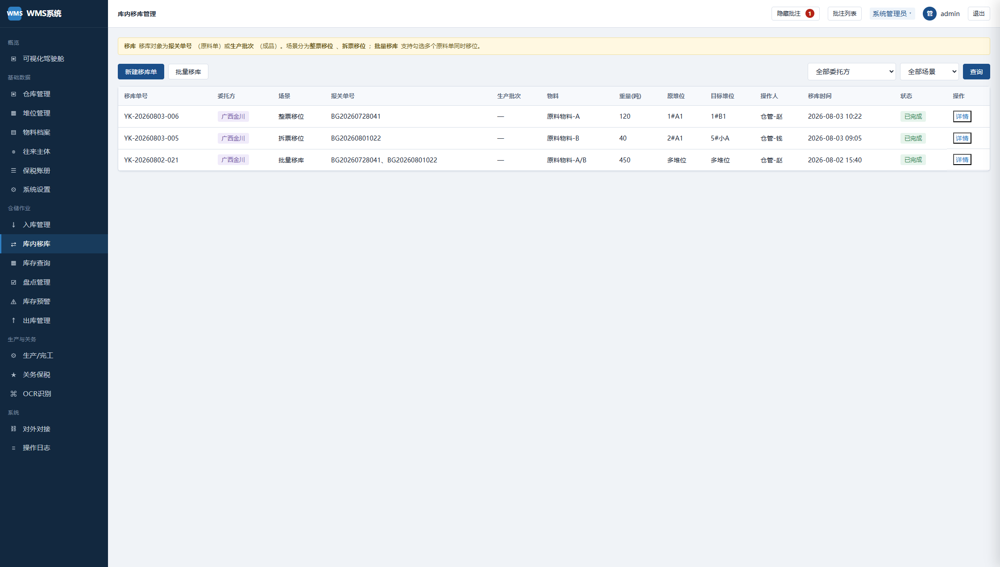 WMS WMS系统
概览
可视化驾驶舱
基础数据
仓库管理
堆位管理
物料档案
往来主体
保税账册
系统设置
仓储作业
入库管理
库内移库
库存查询
盘点管理
库存预警
出库管理
生产与关务
生产/完工
关务保税
OCR识别
系统
对外对接
操作日志
库内移库管理
隐藏批注 1 批注列表 系统管理员 管 admin 退出
移库 移库对象为报关单号 （原料单）或生产批次 （成品）。场景分为整票移位 、拆票移位 ； 批量移库 支持勾选多个原料单同时移位。
新建移库单 批量移库 全部委托方 全部场景 查询
移库单号 委托方 场景 报关单号 生产批次 物料 重量(吨) 原堆位 目标堆位 操作人 移库时间 状态 操作
YK-20260803-006 广西金川 整票移位 BG20260728041 — 原料物料-A 120 1#A1 1#B1 仓管-赵 2026-08-03 10:22 已完成 详情
YK-20260803-005 广西金川 拆票移位 BG20260801022 — 原料物料-B 40 2#A1 5#小A 仓管-钱 2026-08-03 09:05 已完成 详情
YK-20260802-021 广西金川 批量移库 BG20260728041、BG20260801022 — 原料物料-A/B 450 多堆位 多堆位 仓管-赵 2026-08-02 15:40 已完成 详情